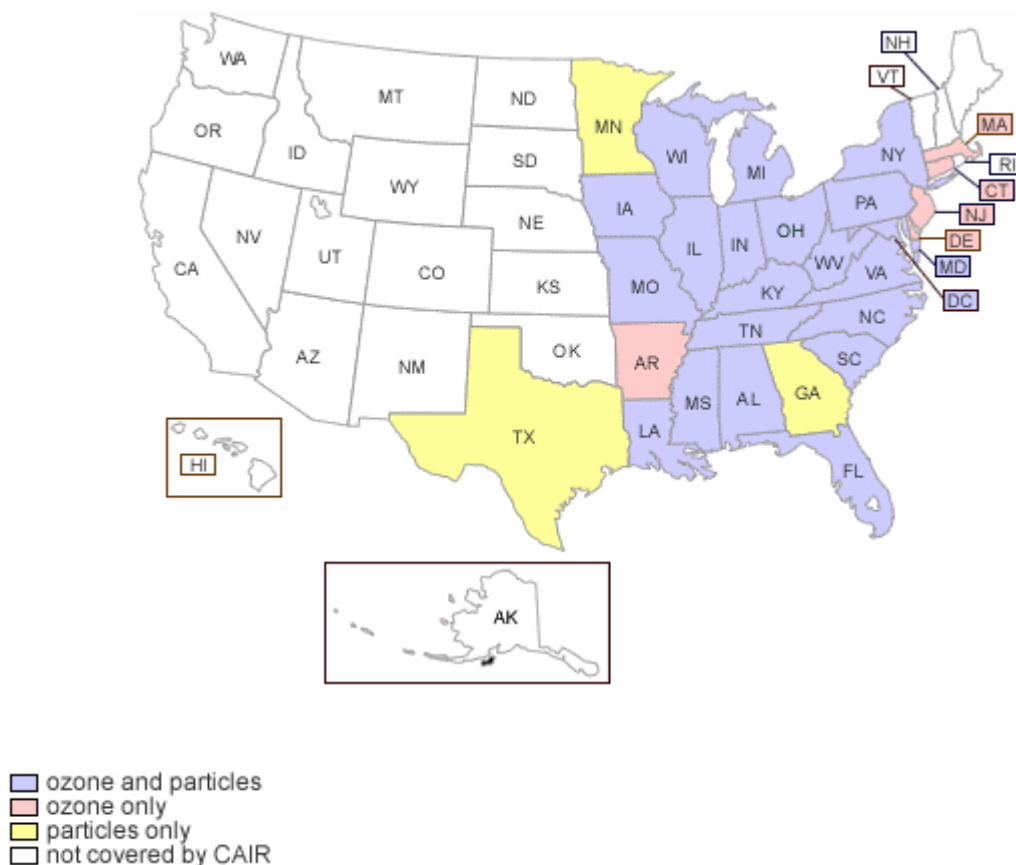 NH
WA
VT
MT
ND
MN
MA
OR
ID
SD
WI
MI
NY
RI
WY
CT
IA
PA
NE
NJ
NV
IL
IN
OH
DE
UT
CO
WV
MD
CA
KS
MO
KY
VA
DC
NC
TN
AZ
OK
AR
SC
NM
MS
AL
GA
TX
LA
HI
FL
AK
ozone and particles
ozone only
particles only
not covered by CAIR